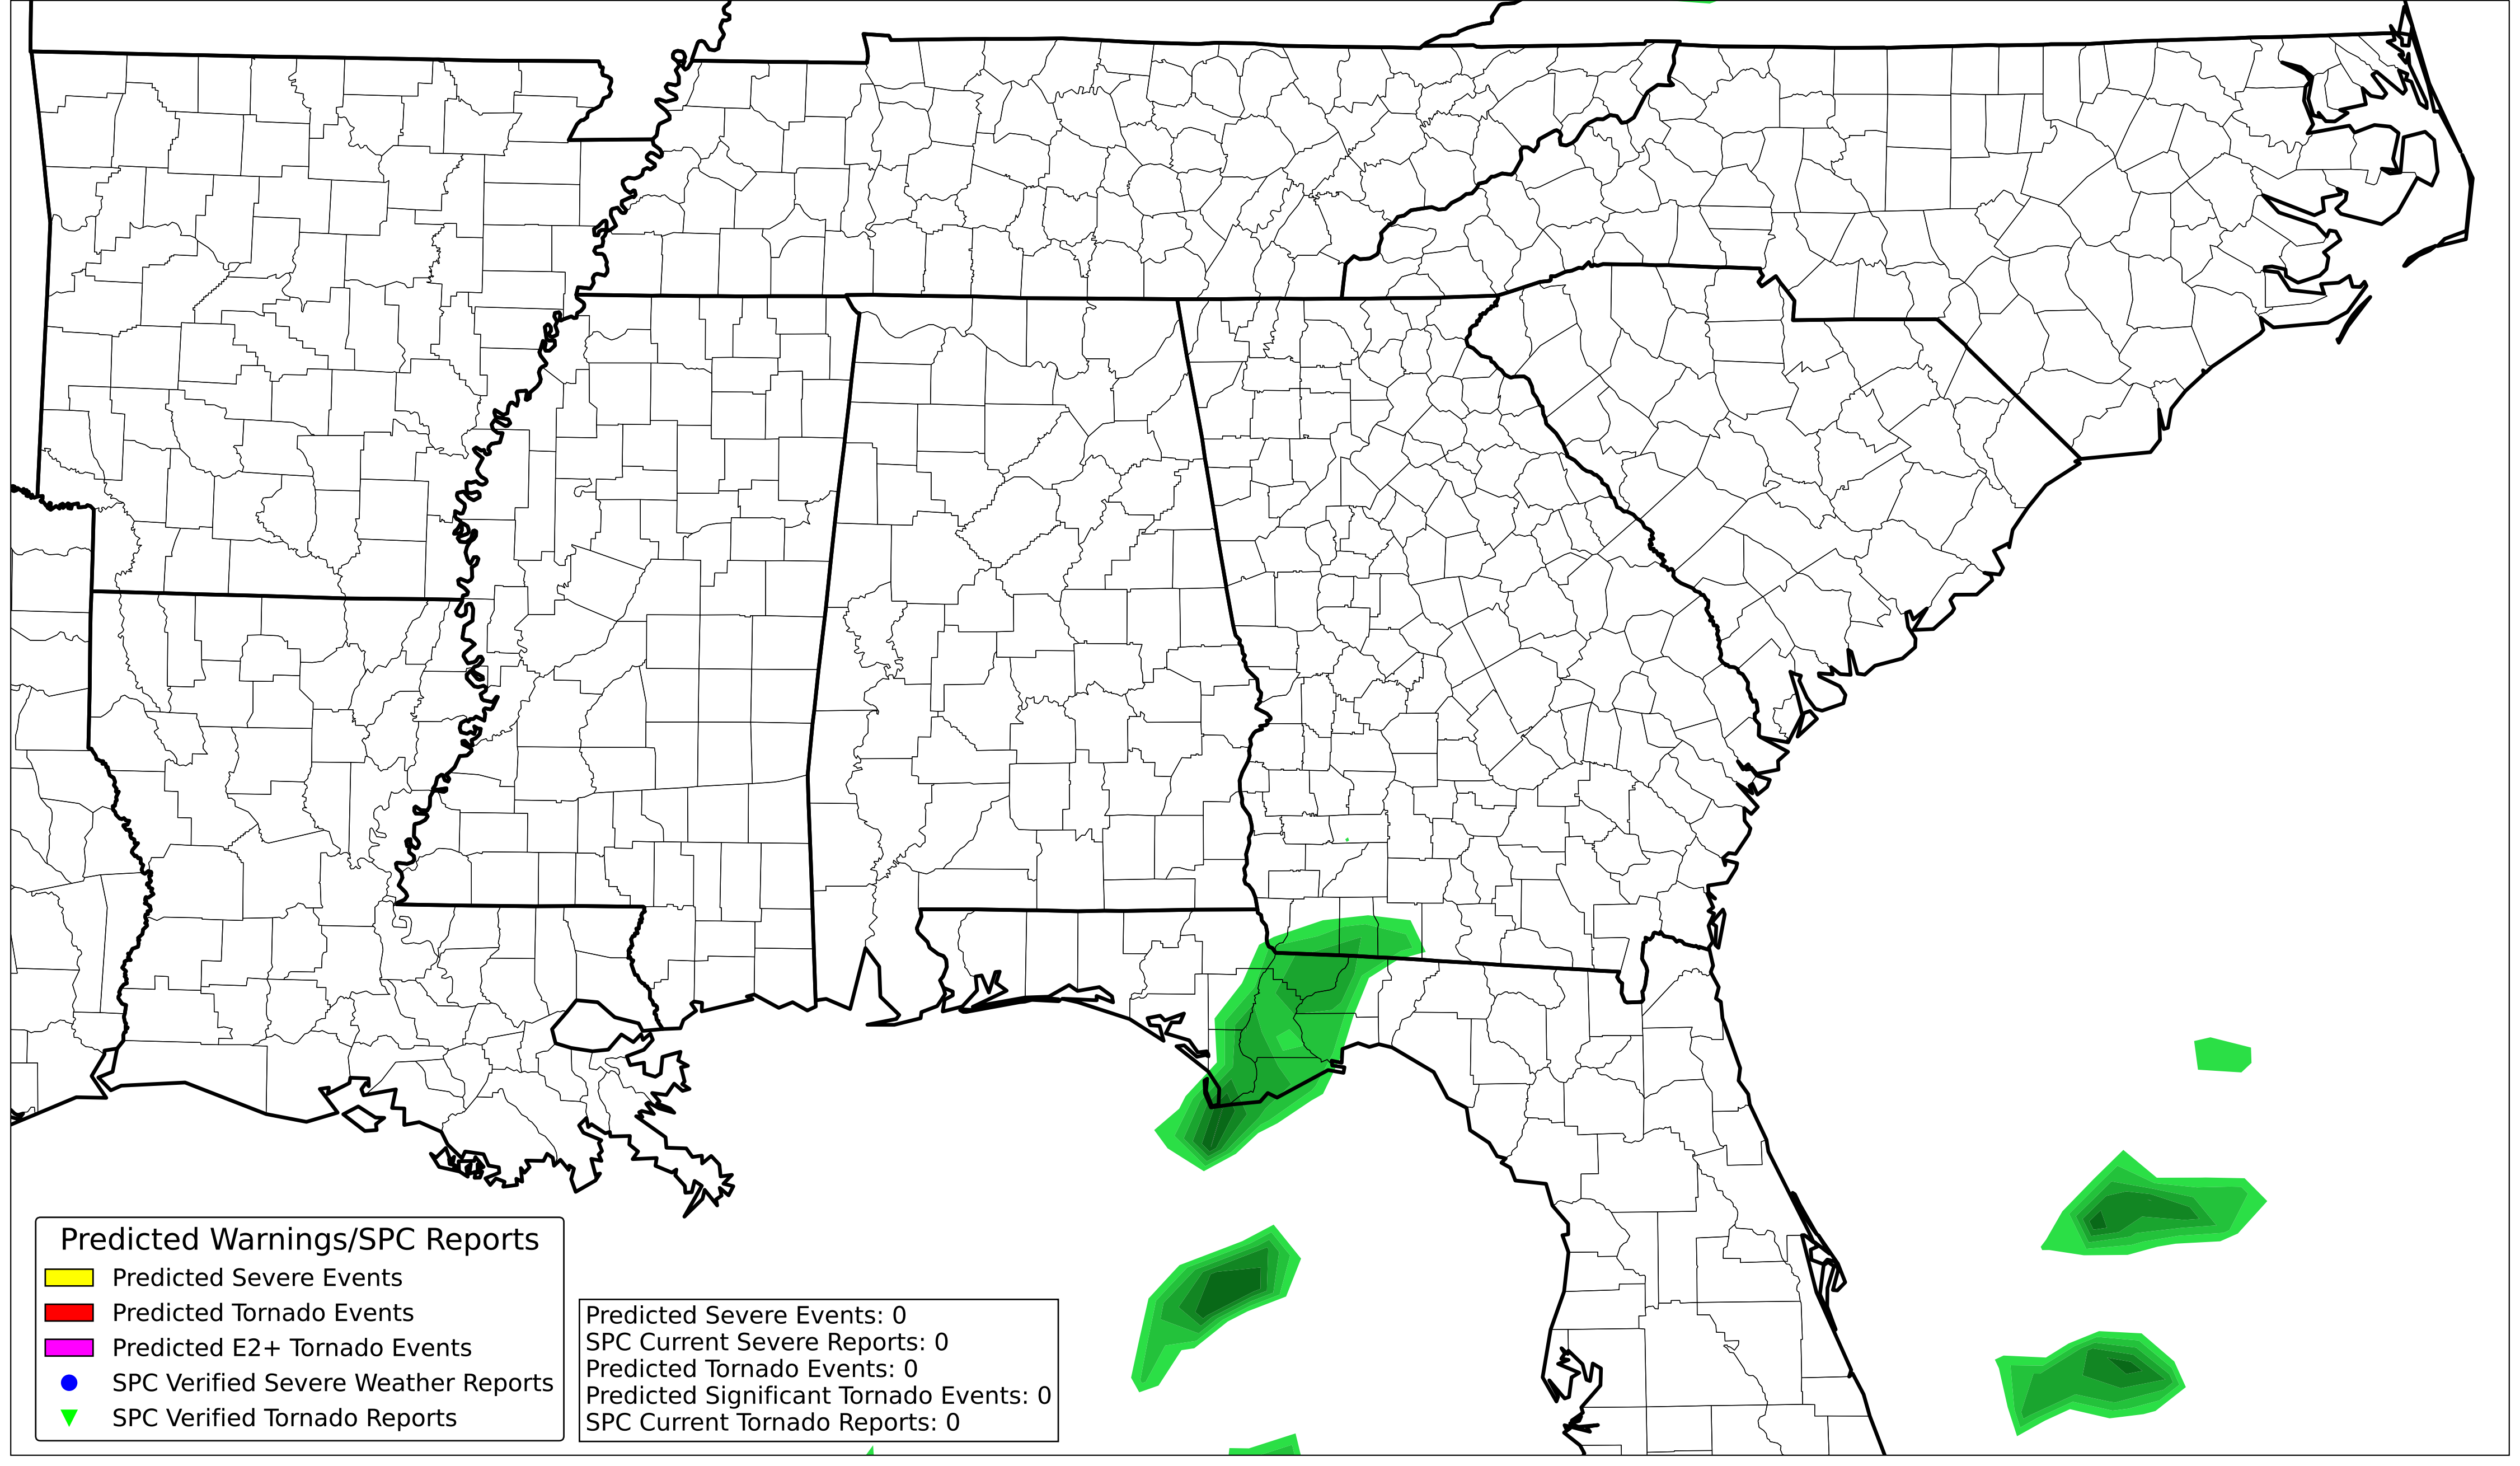 Predicted Warnings/SPC Reports
Predicted Severe Events
Predicted Tornado Events
Predicted E2+ Tornado Events
SPC Verified Severe Weather Reports
SPC Verified Tornado Reports
Predicted Severe Events: 0
SPC Current Severe Reports: 0
Predicted Tornado Events: 0
Predicted Significant Tornado Events: 0
SPC Current Tornado Reports: 0